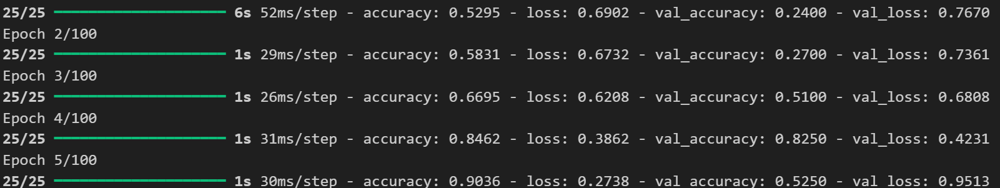 25/25 ━━━━━━━━━━━━━━━━━━━━ 6s 52ms/step - accuracy: 0.5295 - loss: 0.6902 - val_accuracy: 0.2400 - val_loss: 0.7670
Epoch 2/100
25/25 ━━━━━━━━━━━━━━━━━━━━ 1s 29ms/step - accuracy: 0.5831 - loss: 0.6732 - val_accuracy: 0.2700 - val_loss: 0.7361
Epoch 3/100
25/25 ━━━━━━━━━━━━━━━━━━━━ 1s 26ms/step - accuracy: 0.6695 - loss: 0.6208 - val_accuracy: 0.5100 - val_loss: 0.6808
Epoch 4/100
25/25 ━━━━━━━━━━━━━━━━━━━━ 1s 31ms/step - accuracy: 0.8462 - loss: 0.3862 - val_accuracy: 0.8250 - val_loss: 0.4231
Epoch 5/100
25/25 ━━━━━━━━━━━━━━━━━━━━ 1s 30ms/step - accuracy: 0.9036 - loss: 0.2738 - val_accuracy: 0.5250 - val_loss: 0.9513